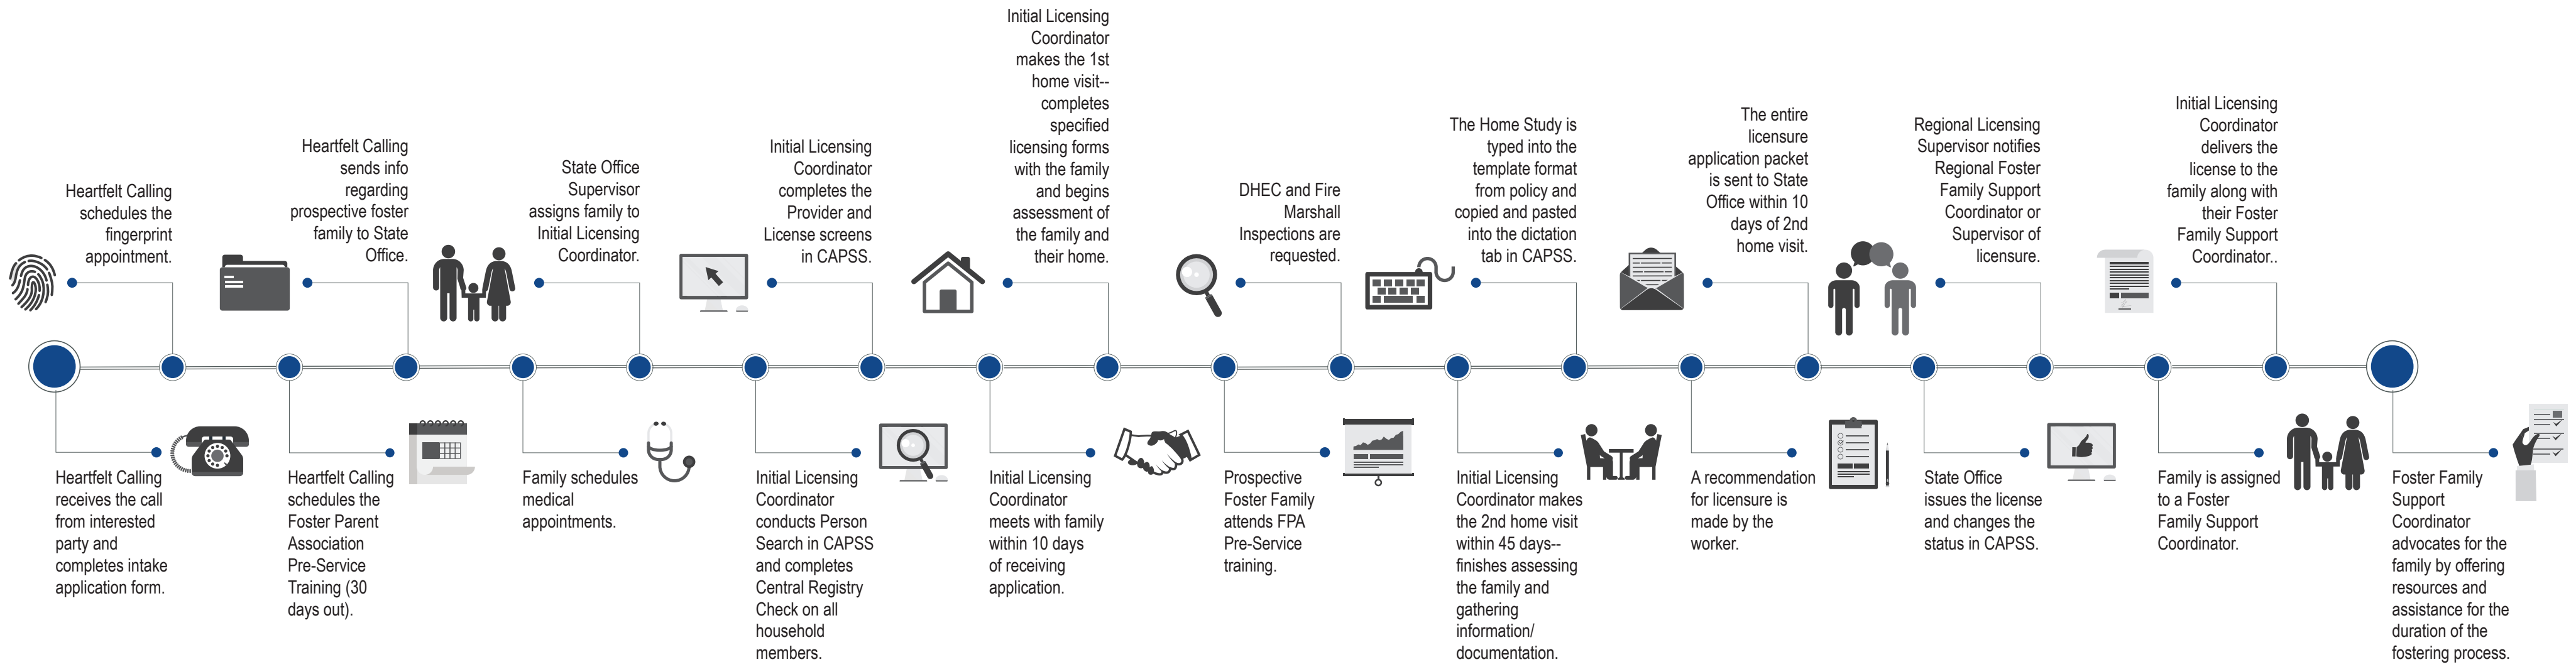 Heartfelt Calling
receives the call
from interested
party and
completes intake
application form.
Heartfelt Calling
schedules the
fingerprint
appointment.
Heartfelt Calling
schedules the
Foster Parent
Association
Pre-Service
Training (30
days out).
Heartfelt Calling
sends info
regarding
prospective foster
family to State
Office.
Family schedules
medical
appointments.
State Office
Supervisor
assigns family to
Initial Licensing
Coordinator.
Initial Licensing
Coordinator
conducts Person
Search in CAPSS
and completes
Central Registry
Check on all
household
members.
Initial Licensing
Coordinator
completes the
Provider and
License screens
in CAPSS.
Initial Licensing
Coordinator
meets with family
within 10 days
of receiving
application.
Initial Licensing
Coordinator
makes the 1st
home visit--
completes
specified
licensing forms
with the family
and begins
assessment of
the family and
their home.
Prospective
Foster Family
attends FPA
Pre-Service
training.
DHEC and Fire
Marshall
Inspections are
requested.
Initial Licensing
Coordinator makes
the 2nd home visit
within 45 days--
finishes assessing
the family and
gathering
information/
documentation.
The Home Study is
typed into the
template format
from policy and
copied and pasted
into the dictation
tab in CAPSS.
A recommendation
for licensure is
made by the
worker.
The entire
licensure
application packet
is sent to State
Office within 10
days of 2nd
home visit.
State Office
issues the license
and changes the
status in CAPSS.
Regional Licensing
Supervisor notifies
Regional Foster
Family Support
Coordinator or
Supervisor of
licensure.
Family is assigned
to a Foster
Family Support
Coordinator.
Initial Licensing
Coordinator
delivers the
license to the
family along with
their Foster
Family Support
Coordinator..
Foster Family
Support
Coordinator
advocates for the
family by offering
resources and
assistance for the
duration of the
fostering process.